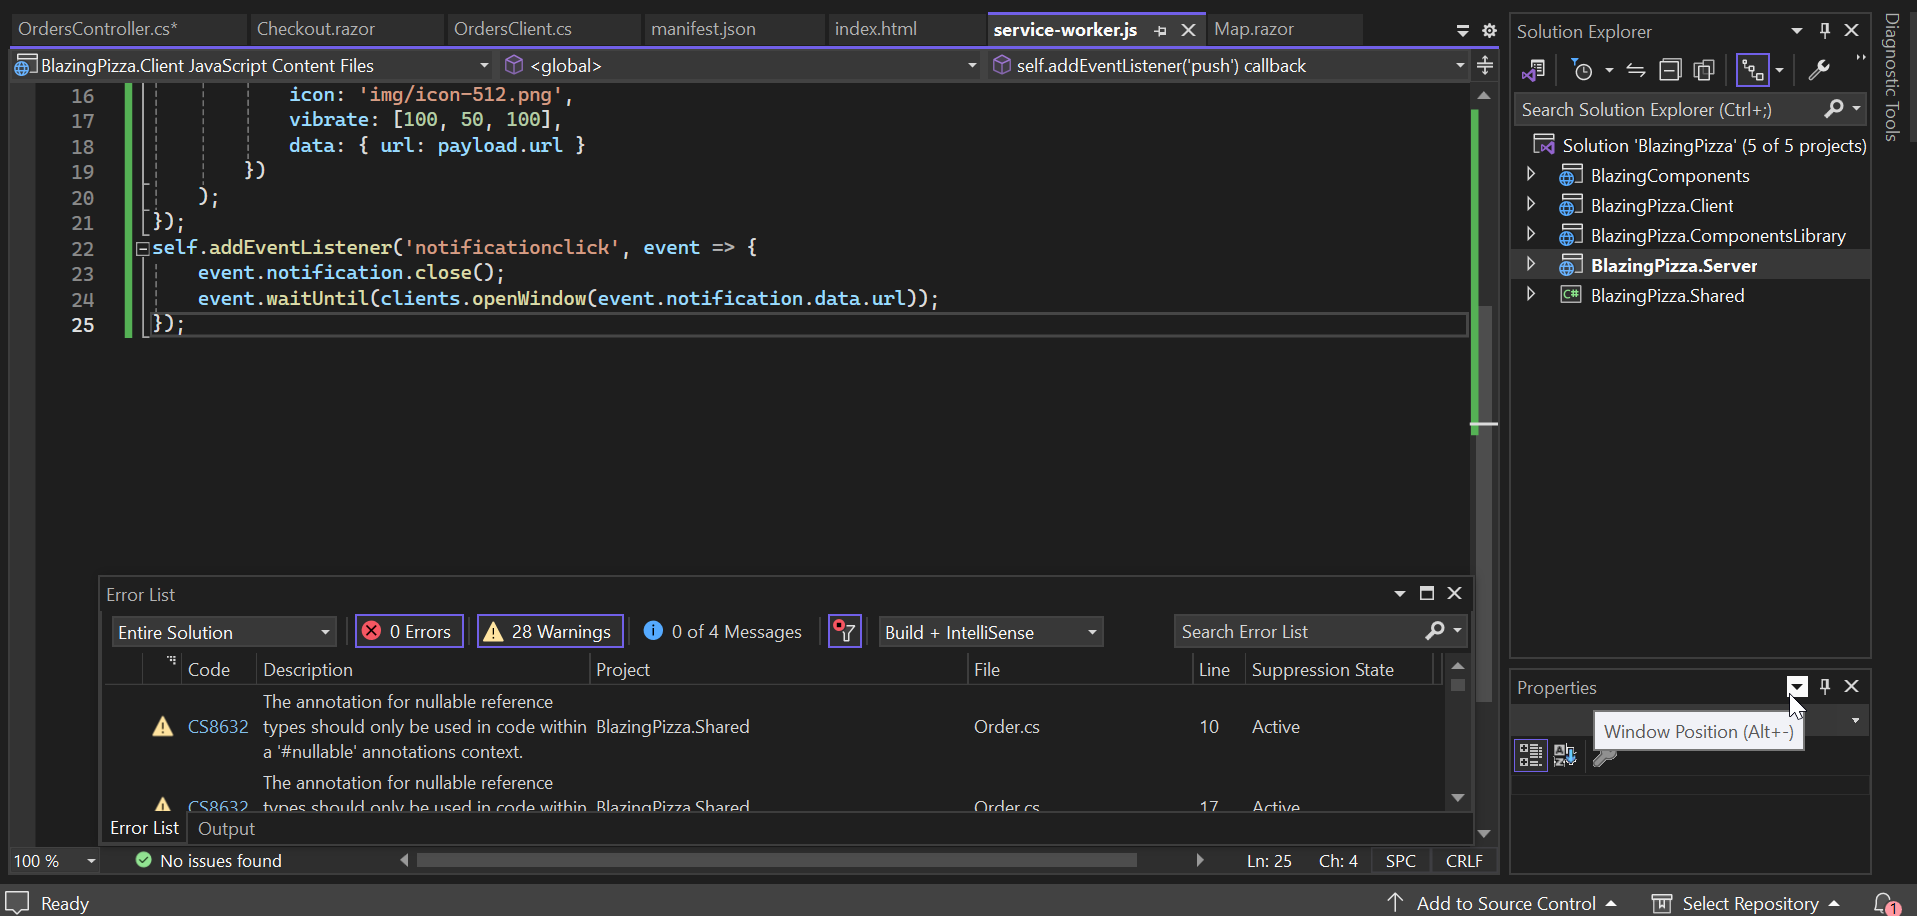 OrdersController.cs*
Checkout.razor
OrdersClient.cs
manifest.json
index.html
service-worker.js
Map.razor
BlazingPizza.Client JavaScript Content Files
<global>
self.addEventListener('push') callback
16 icon: 'img/icon-512.png',
17 vibrate: [100, 50, 100],
18 data: { url: payload.url }
19 })
20 );
21 });
22 self.addEventListener('notificationclick', event => {
23 event.notification.close();
24 event.waitUntil(clients.openWindow(event.notification.data.url));
25 });
Error List
Entire Solution
0 Errors
28 Warnings
0 of 4 Messages
Build + IntelliSense
Search Error List
Code Description Project File Line Suppression State
The annotation for nullable reference
CS8632 types should only be used in code within BlazingPizza.Shared Order.cs 10 Active
a '#nullable' annotations context.
The annotation for nullable reference
CS8632 types should only be used in code within BlazingPizza.Shared Order.cs 17 Active
Error List Output
100 % No issues found Ln: 25 Ch: 4 SPC CRLF
Solution Explorer
Search Solution Explorer (Ctrl+;)
Solution 'BlazingPizza' (5 of 5 projects)
BlazingComponents
BlazingPizza.Client
BlazingPizza.ComponentsLibrary
BlazingPizza.Server
C# BlazingPizza.Shared
Properties
Window Position (Alt+-)
Diagnostic Tools
Ready
Add to Source Control
Select Repository
1